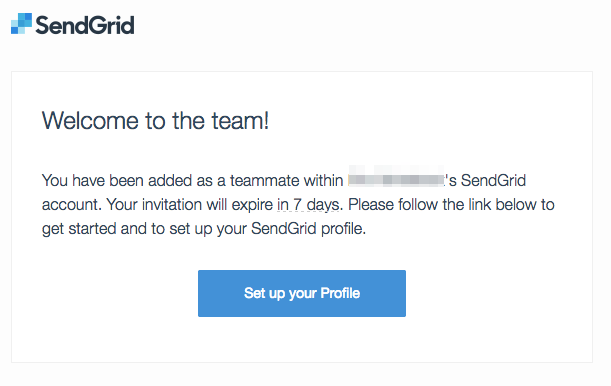 SendGrid
Welcome to the team!
You have been added as a teammate within 's SendGrid
account. Your invitation will expire in 7 days. Please follow the link below to
get started and to set up your SendGrid profile.
Set up your Profile